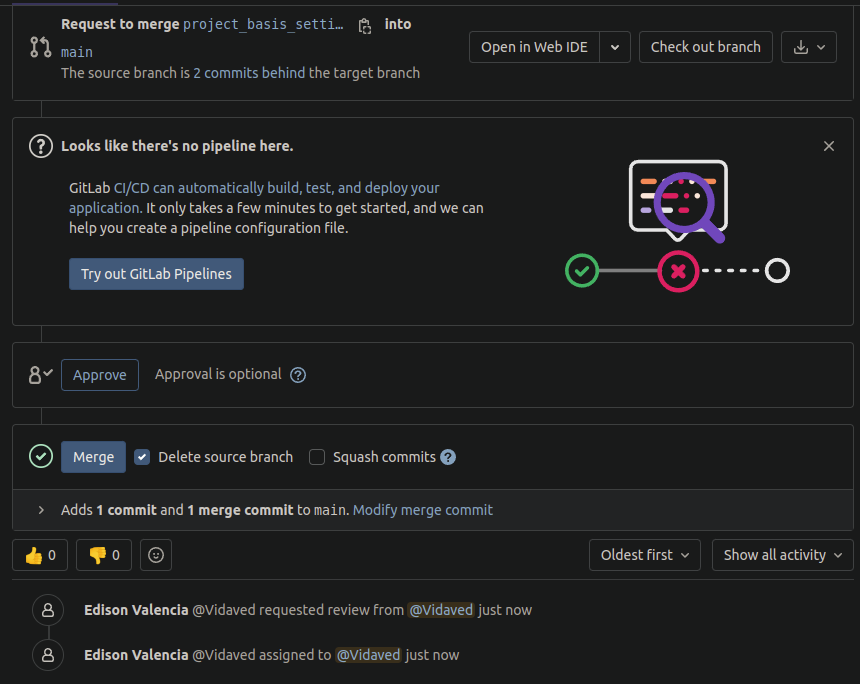 Request to merge project_basis_setti… into
main
The source branch is 2 commits behind the target branch
Open in Web IDE
Check out branch
Looks like there's no pipeline here.
GitLab CI/CD can automatically build, test, and deploy your
application. It only takes a few minutes to get started, and we can
help you create a pipeline configuration file.
Try out GitLab Pipelines
Approve
Approval is optional
Merge
Delete source branch
Squash commits
Adds 1 commit and 1 merge commit to main. Modify merge commit
👍 0
👎 0
Oldest first
Show all activity
Edison Valencia @Vidaved requested review from @Vidaved just now
Edison Valencia @Vidaved assigned to @Vidaved just now